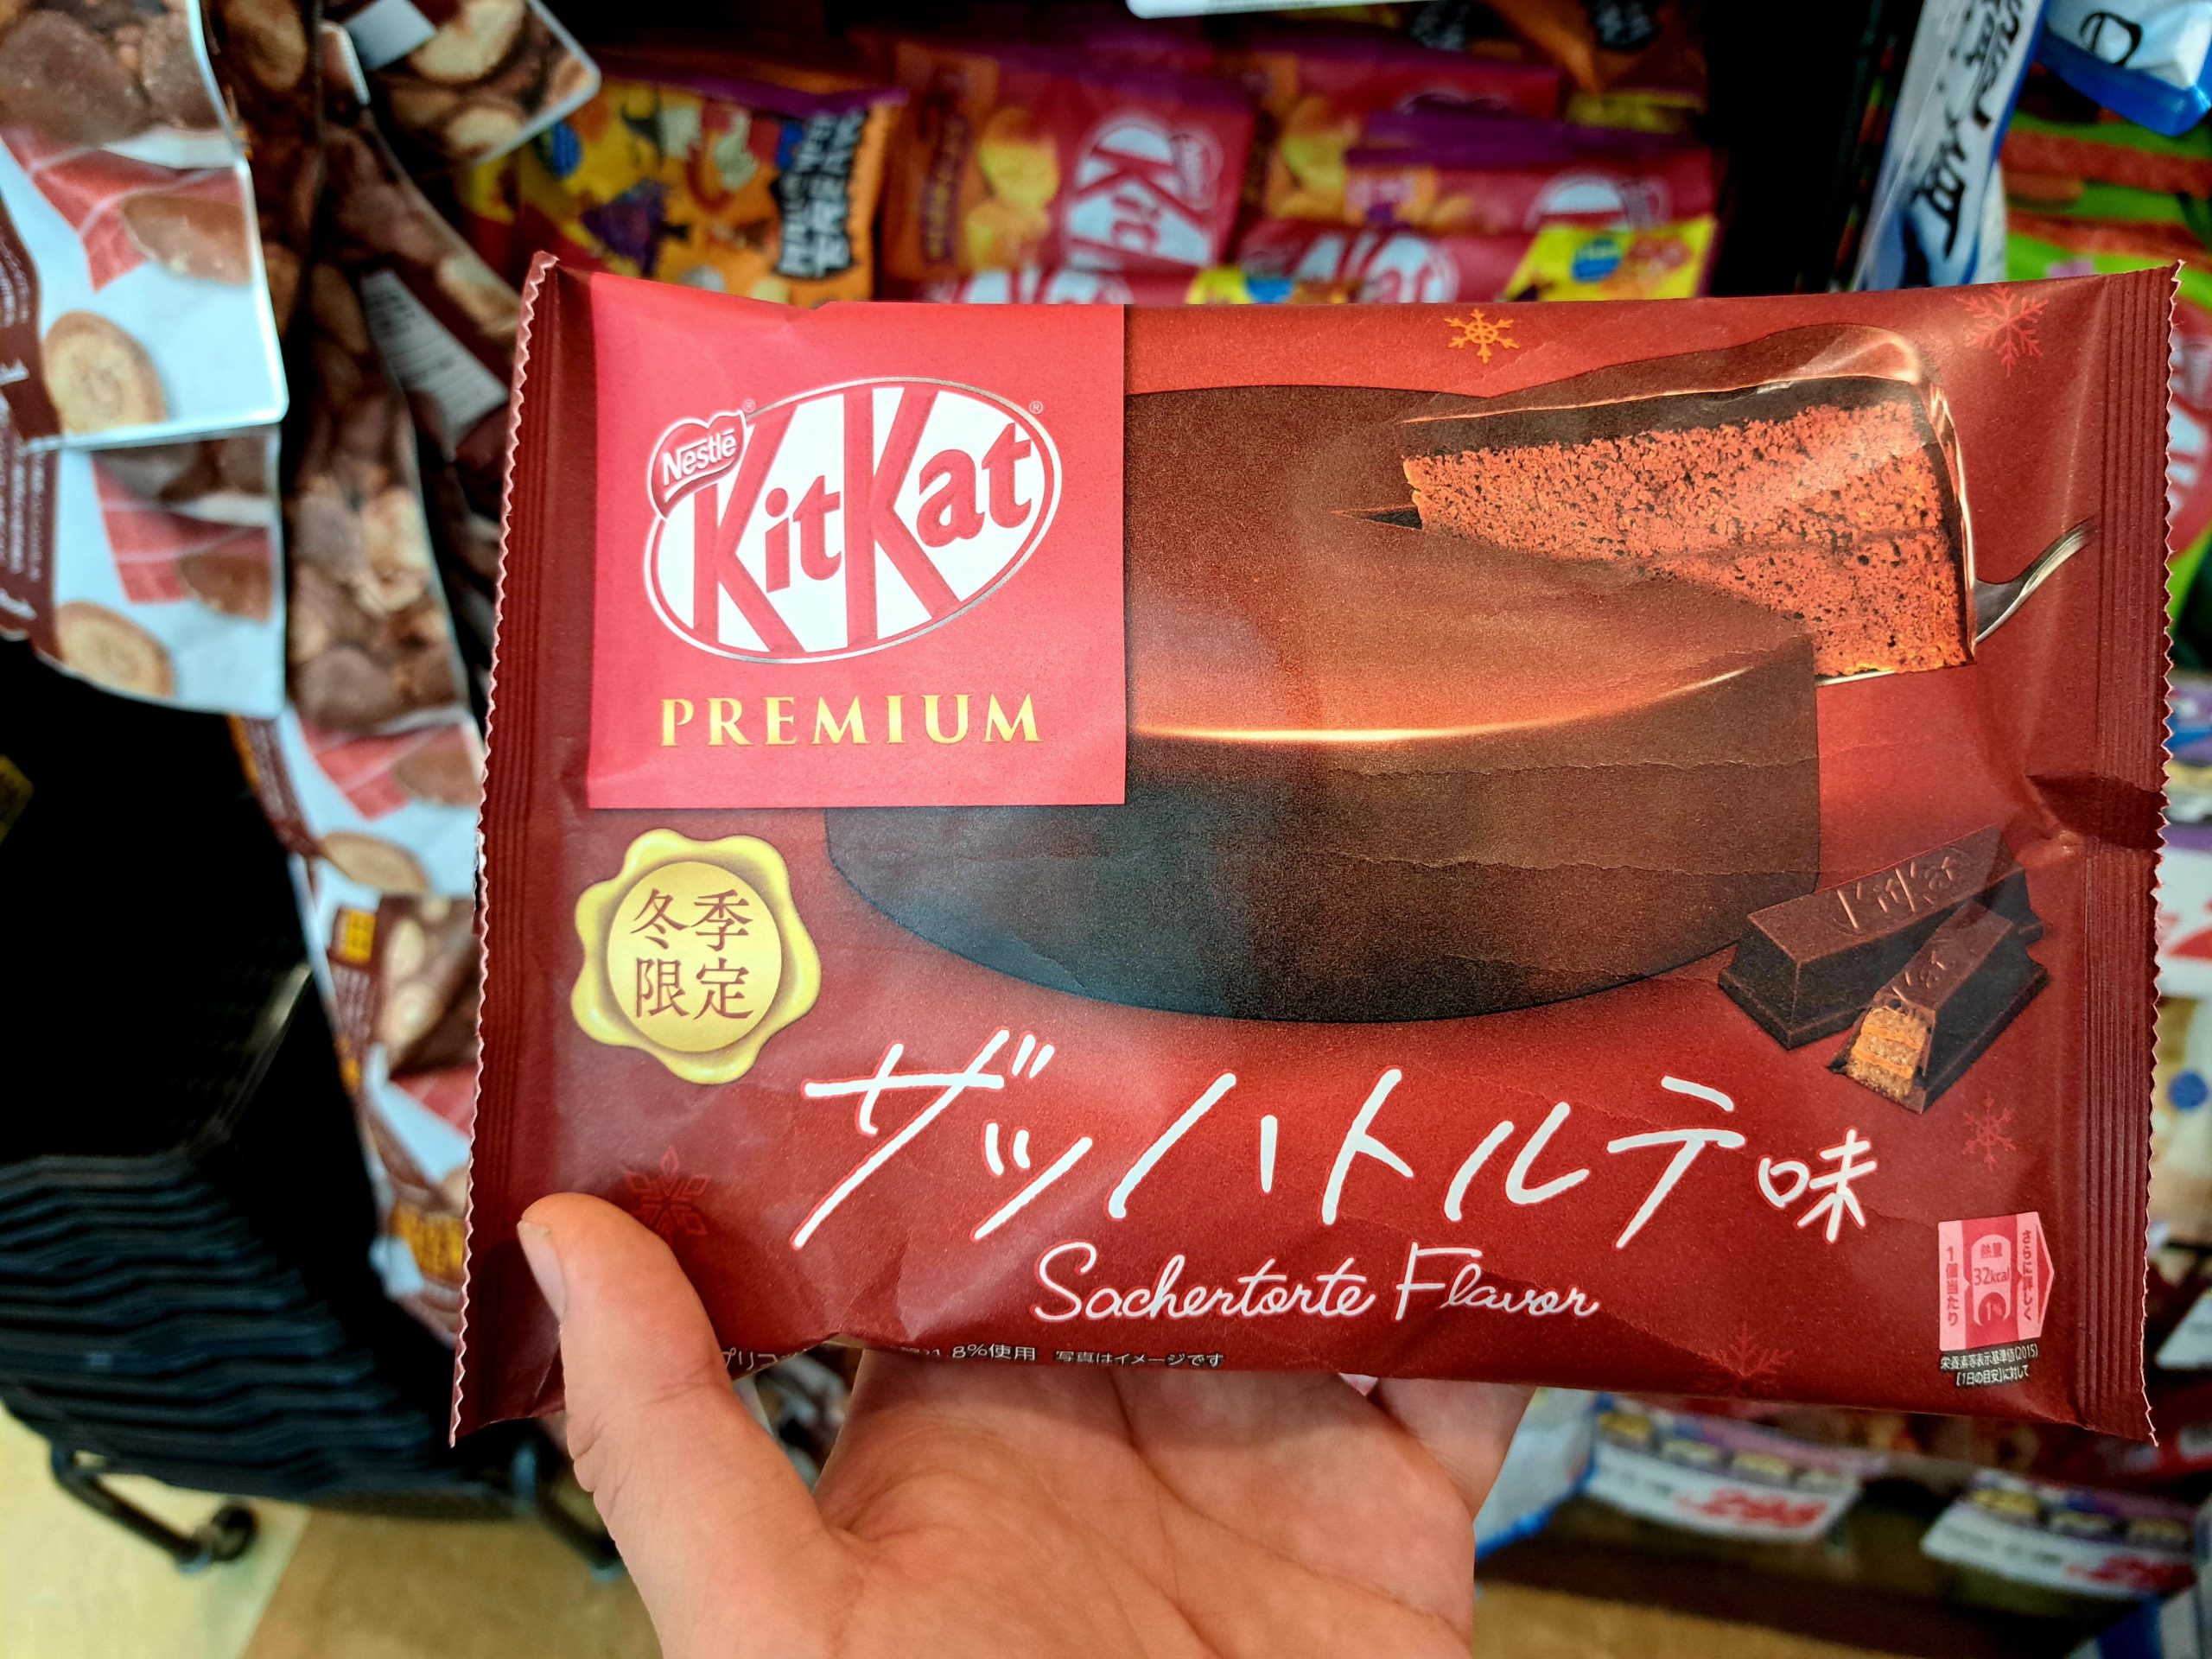 Nestlé
KitKat
PREMIUM
冬季
限定
ザッハトルテ味
Sachertorte Flavor
8%使用 写真はイメージです
1個当たり
熱量
32kcal
1%
さらに詳しく
栄養素等表示基準値(2015)
[1日の目安]に対して
KitKat
KitKat